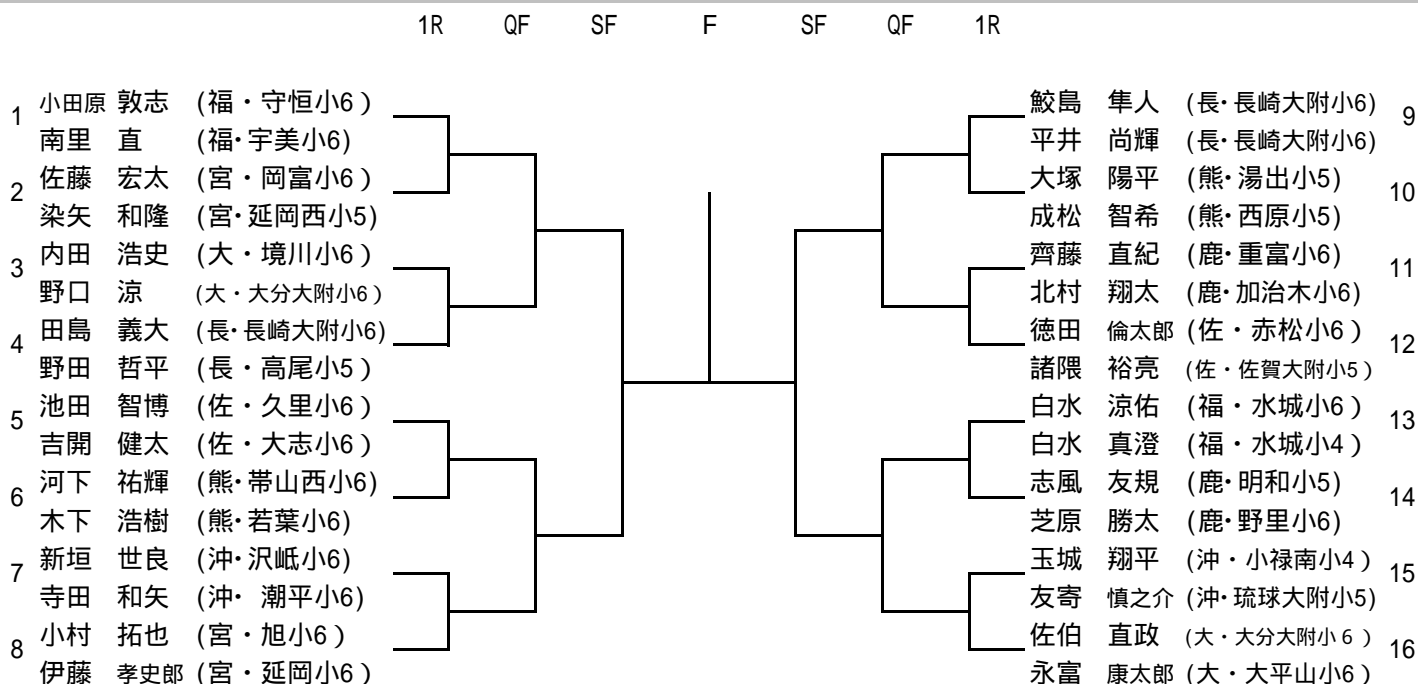 1R QF SF F SF QF 1R
1 小田原 敦志 (福・守恒小6)
南里 直 (福・宇美小6)
2 佐藤 宏太 (宮・岡富小6)
染矢 和隆 (宮・延岡西小5)
3 内田 浩史 (大・境川小6)
野口 涼 (大・大分大附小6)
4 田島 義大 (長・長崎大附小6)
野田 哲平 (長・高尾小5)
5 池田 智博 (佐・久里小6)
吉開 健太 (佐・大志小6)
6 河下 祐輝 (熊・帯山西小6)
木下 浩樹 (熊・若葉小6)
7 新垣 世良 (沖・沢岻小6)
寺田 和矢 (沖・潮平小6)
8 小村 拓也 (宮・旭小6)
伊藤 孝史郎 (宮・延岡小6)
鮫島 隼人 (長・長崎大附小6) 9
平井 尚輝 (長・長崎大附小6)
大塚 陽平 (熊・湯出小5) 10
成松 智希 (熊・西原小5)
齊藤 直紀 (鹿・重富小6) 11
北村 翔太 (鹿・加治木小6)
徳田 倫太郎 (佐・赤松小6) 12
諸隈 裕亮 (佐・佐賀大附小5)
白水 涼佑 (福・水城小6) 13
白水 真澄 (福・水城小4)
志風 友規 (鹿・明和小5) 14
芝原 勝太 (鹿・野里小6)
玉城 翔平 (沖・小禄南小4) 15
友寄 慎之介 (沖・琉球大附小5)
佐伯 直政 (大・大分大附小6) 16
永富 康太郎 (大・大平山小6)